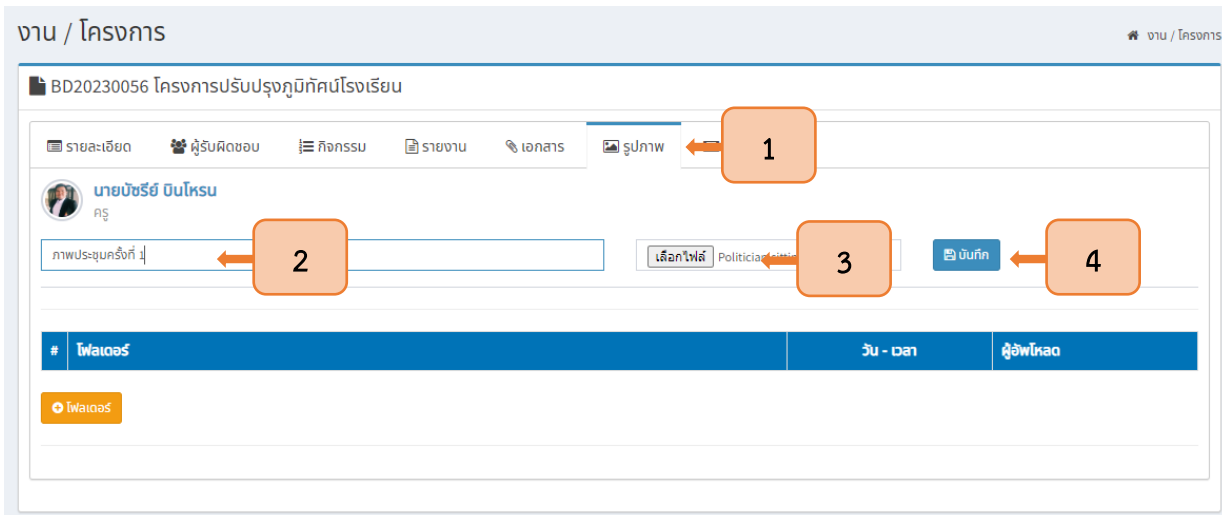 งาน / โครงการ
งาน / โครงการ
BD20230056 โครงการปรับปรุงภูมิทัศน์โรงเรียน
รายละเอียด ผู้รับผิดชอบ กิจกรรม รายงาน เอกสาร รูปภาพ 1
นายบัซรีย์ บินโหรน
ครู
ภาพประชุมครั้งที่ 1 2 เลือกไฟล์ 3 บันทึก 4
# โฟลเดอร์ วัน - เวลา ผู้อัพโหลด
โฟลเดอร์